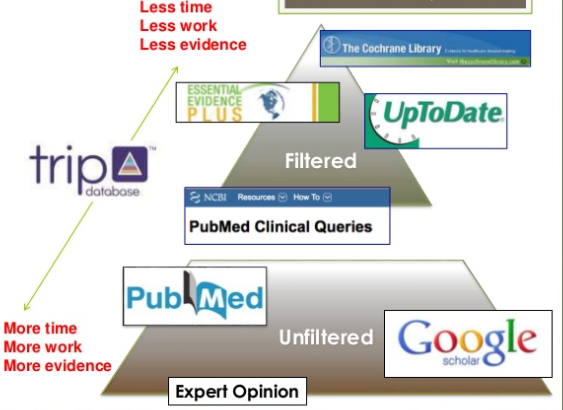 Less time
Less work
Less evidence
The Cochrane Library
ESSENTIAL
EVIDENCE
PLUS
UpToDate®
Filtered
trip™
database
NCBI Resources How To
PubMed Clinical Queries
PubMed
More time
More work
More evidence
Unfiltered
Google
scholar
Expert Opinion